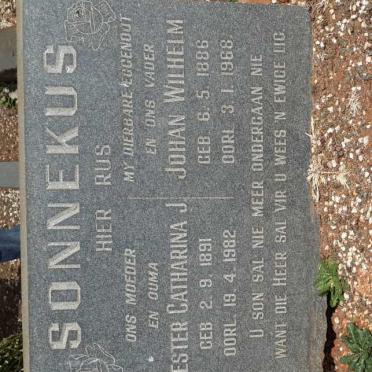 SONNEKUS
HIER RUS
ONS MOEDER
EN OUMA
ESTER CATHARINA J
GEB 2.9.1891
OORL. 19.4.1982
MY DIERBARE EGGENOOT
EN ONS VADER
JOHAN WILHELM
GEB 6.5.1886
OORL 3.1.1968.
U SON SAL NIE MEER ONDERGAAN NIE
WANT DIE HEER SAL VIR U WEES 'N EWIGE LIG.